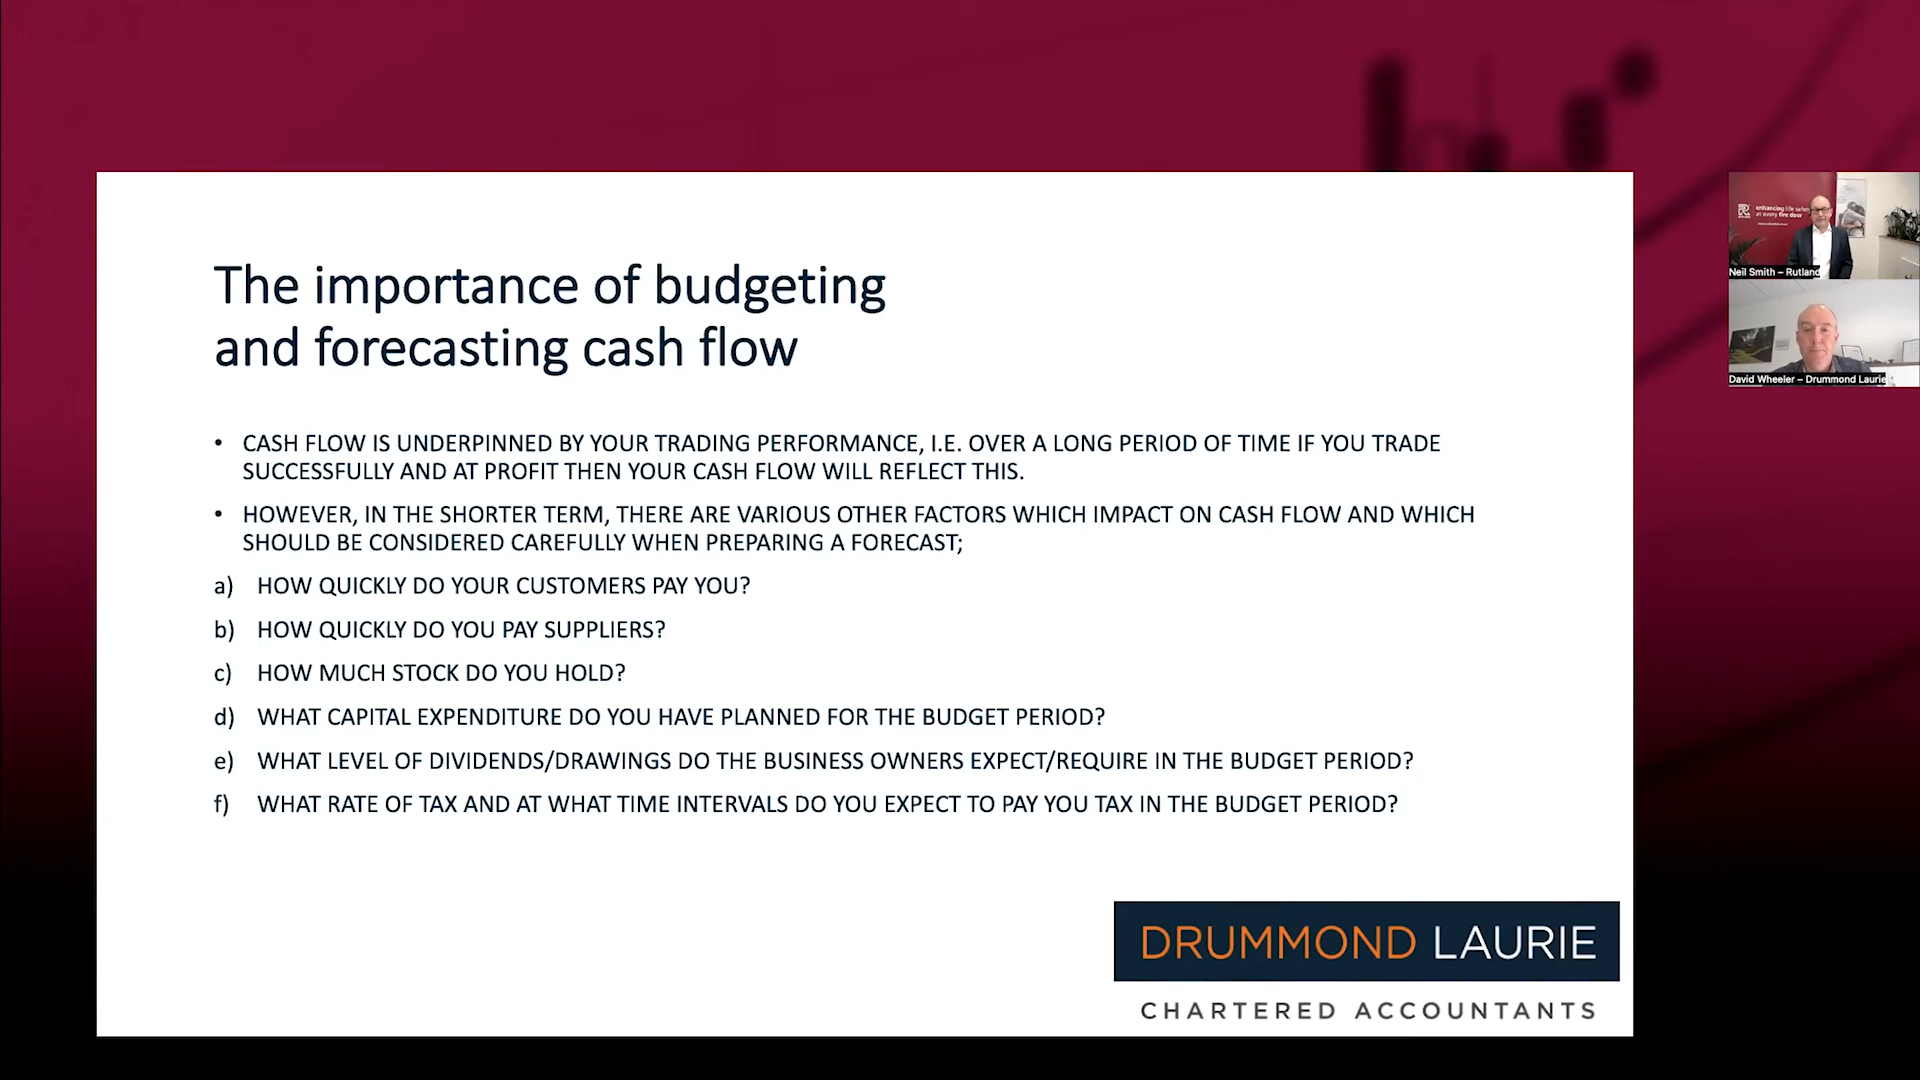 The importance of budgeting
and forecasting cash flow
• CASH FLOW IS UNDERPINNED BY YOUR TRADING PERFORMANCE, I.E. OVER A LONG PERIOD OF TIME IF YOU TRADE
SUCCESSFULLY AND AT PROFIT THEN YOUR CASH FLOW WILL REFLECT THIS.
• HOWEVER, IN THE SHORTER TERM, THERE ARE VARIOUS OTHER FACTORS WHICH IMPACT ON CASH FLOW AND WHICH
SHOULD BE CONSIDERED CAREFULLY WHEN PREPARING A FORECAST;
a) HOW QUICKLY DO YOUR CUSTOMERS PAY YOU?
b) HOW QUICKLY DO YOU PAY SUPPLIERS?
c) HOW MUCH STOCK DO YOU HOLD?
d) WHAT CAPITAL EXPENDITURE DO YOU HAVE PLANNED FOR THE BUDGET PERIOD?
e) WHAT LEVEL OF DIVIDENDS/DRAWINGS DO THE BUSINESS OWNERS EXPECT/REQUIRE IN THE BUDGET PERIOD?
f) WHAT RATE OF TAX AND AT WHAT TIME INTERVALS DO YOU EXPECT TO PAY YOU TAX IN THE BUDGET PERIOD?
DRUMMOND LAURIE
CHARTERED ACCOUNTANTS
enhancing life safety
at every fire door
Neil Smith – Rutland
David Wheeler – Drummond Laurie